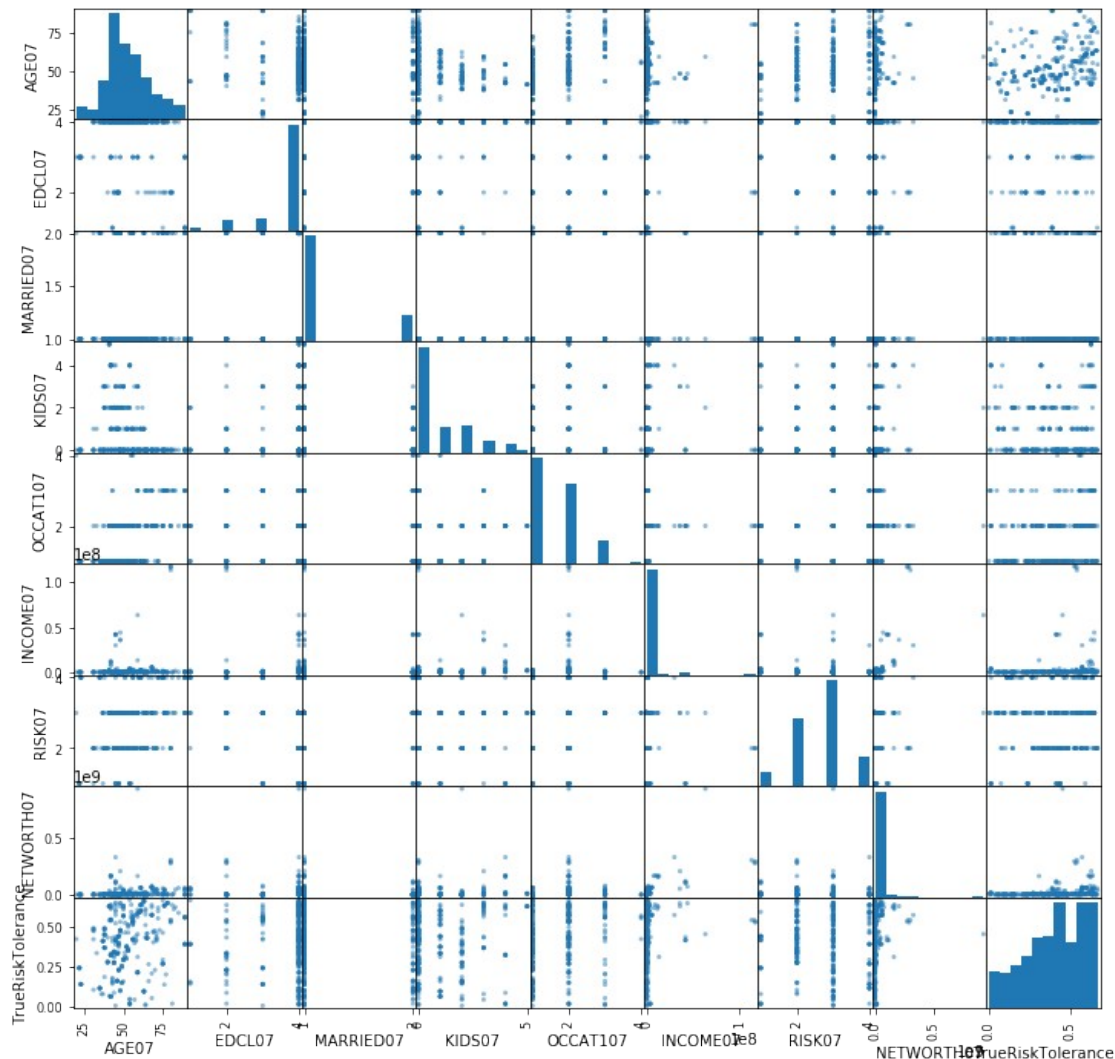 75
50
25
AGE07
4
2
EDCL07
2.0
1.5
1.0
MARRIED07
4
2
0
KIDS07
4
2
OCCAT107
1e8
1.0
0.5
0.0
INCOME07
4
2
RISK07
1e9
0.5
0.0
NETWORTH07
0.50
0.25
0.00
TrueRiskTolerance
25 50 75 2 4 2 5 2 4 1 2 4 0.0 0.5 0.0 0.5
1e8
AGE07 EDCL07 MARRIED07 KIDS07 OCCAT107 INCOME07 RISK07 NETWORTH07 TrueRiskTolerance